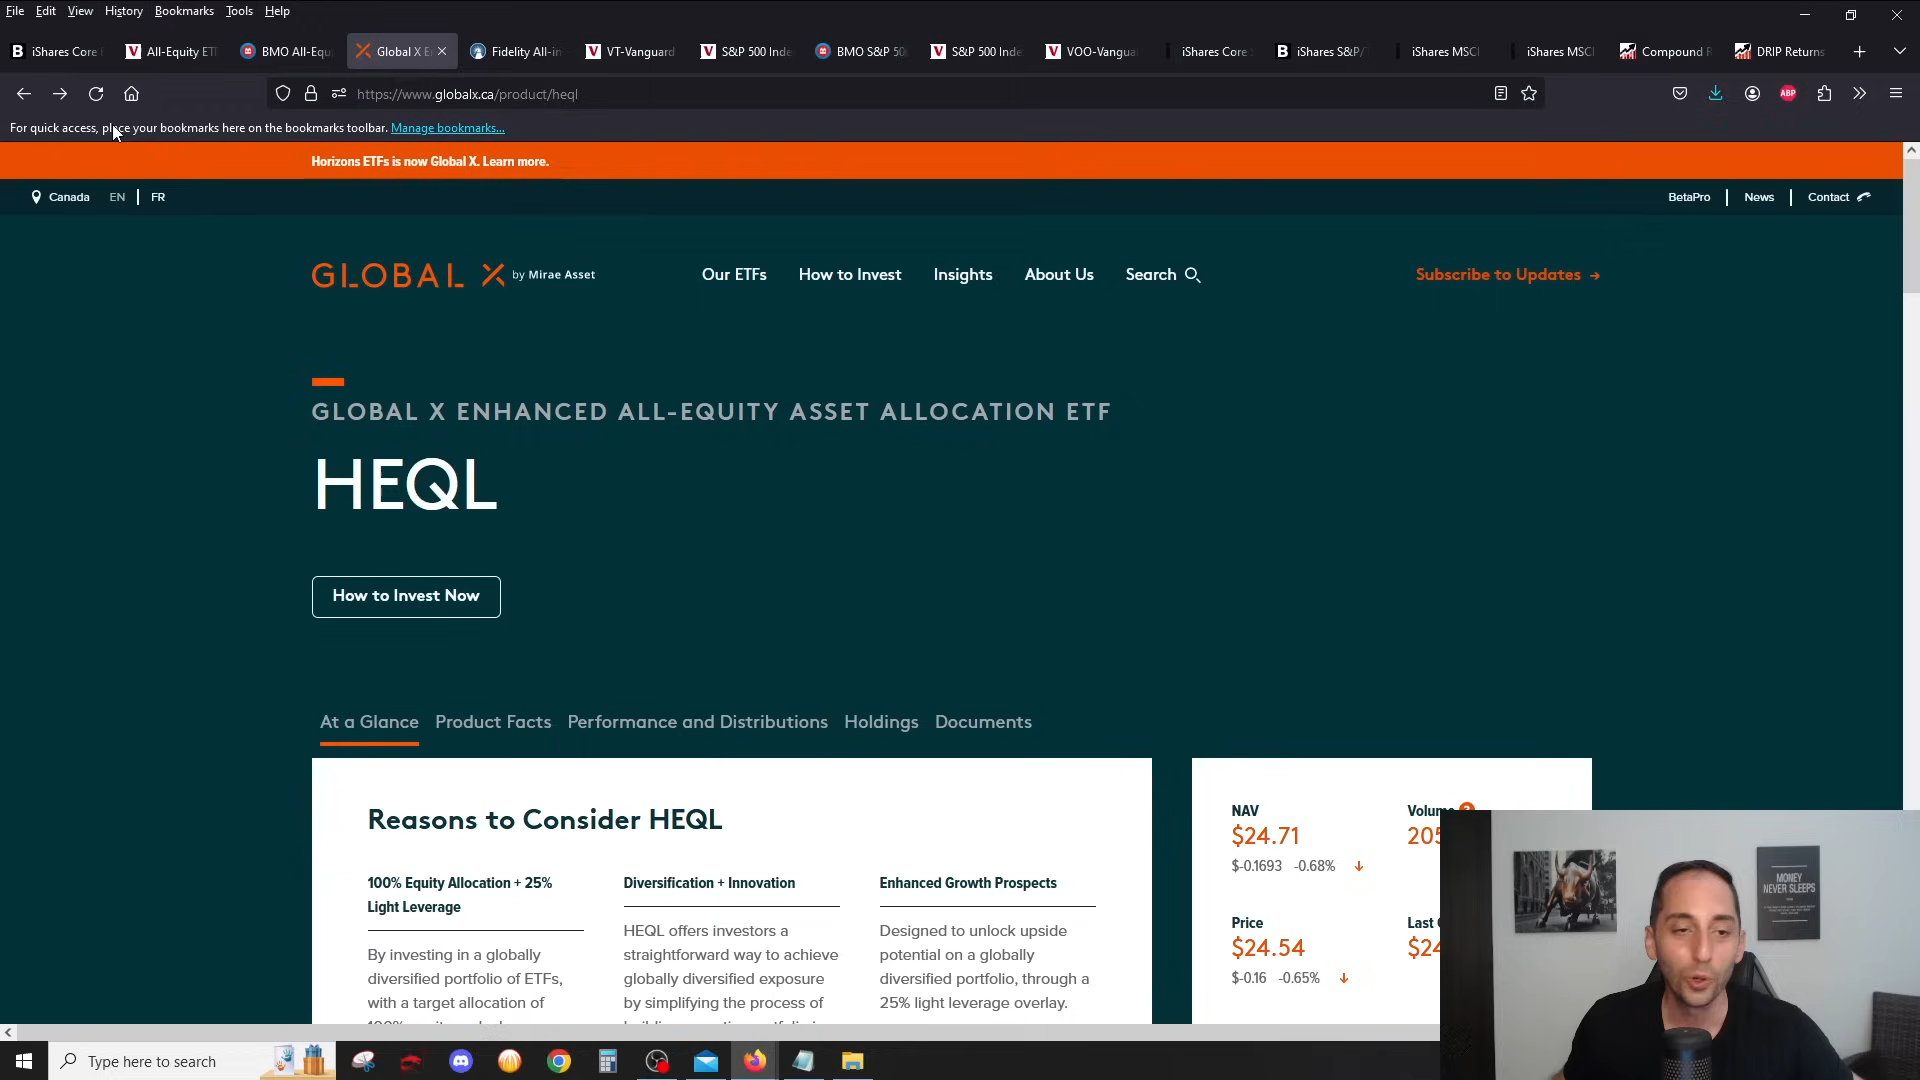 File Edit View History Bookmarks Tools Help
iShares Core All-Equity ETF BMO All-Equ Global X E Fidelity All-in VT-Vanguard S&P 500 Inde BMO S&P 50 S&P 500 Inde VOO-Vangua iShares Core iShares S&P/ iShares MSC iShares MSC Compound R DRIP Returns
https://www.globalx.ca/product/heql
ABP
For quick access, place your bookmarks here on the bookmarks toolbar. Manage bookmarks...
Horizons ETFs is now Global X. Learn more.
Canada EN FR
BetaPro News Contact
GLOBAL X by Mirae Asset
Our ETFs How to Invest Insights About Us Search
Subscribe to Updates →
GLOBAL X ENHANCED ALL-EQUITY ASSET ALLOCATION ETF
HEQL
How to Invest Now
At a Glance Product Facts Performance and Distributions Holdings Documents
Reasons to Consider HEQL
100% Equity Allocation + 25%
Light Leverage
By investing in a globally
diversified portfolio of ETFs,
with a target allocation of
Diversification + Innovation
HEQL offers investors a
straightforward way to achieve
globally diversified exposure
by simplifying the process of
Enhanced Growth Prospects
Designed to unlock upside
potential on a globally
diversified portfolio, through a
25% light leverage overlay.
NAV
$24.71
$-0.1693 -0.68% ↓
Volume
205
Price
$24.54
$-0.16 -0.65% ↓
Last
$24
MONEY
NEVER SLEEPS
Type here to search